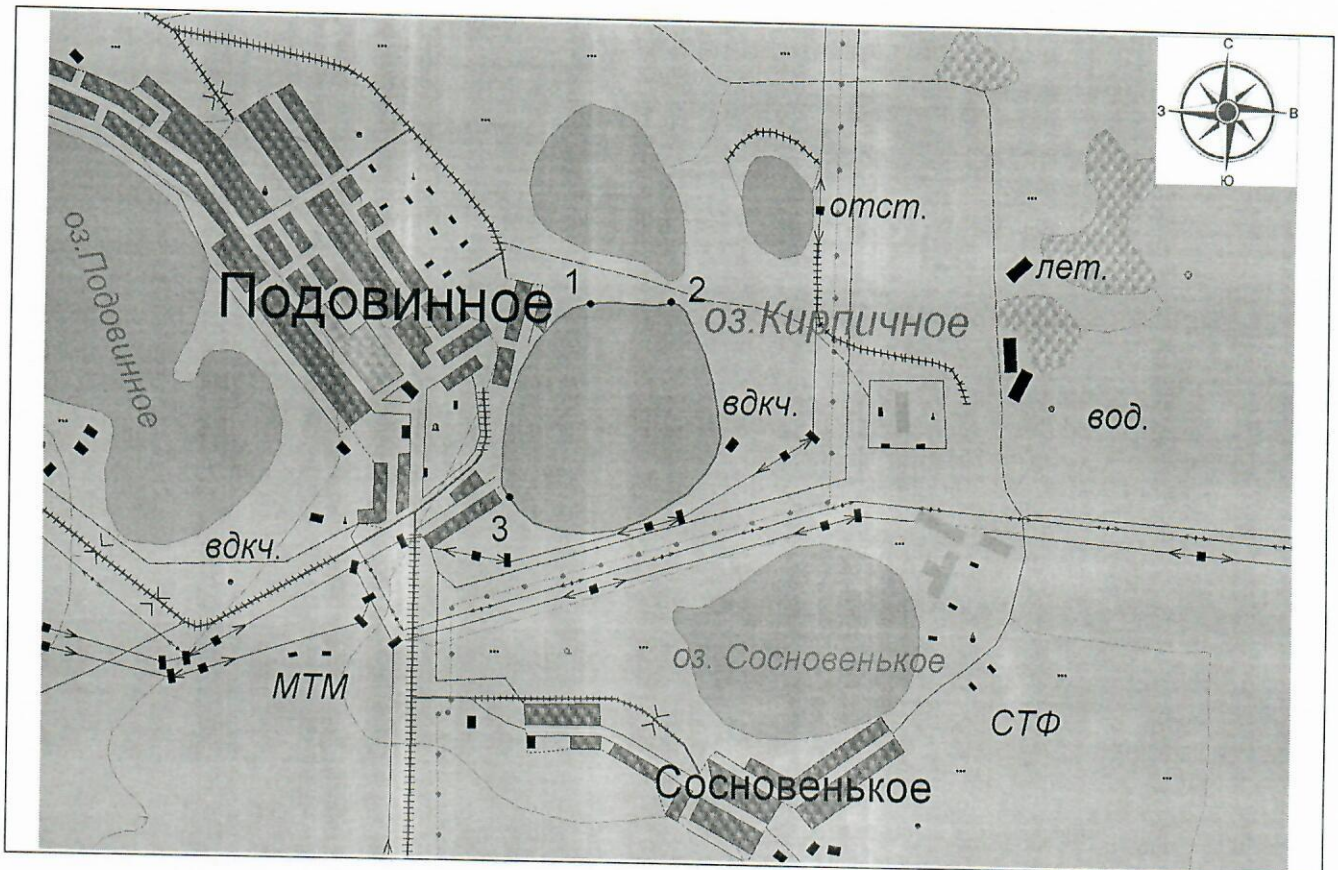 С
З В
Ю
отст.
лет.
оз.Подовинное
Подовинное
1
2
оз.Кирпичное
вдкч.
вод.
3
вдкч.
оз. Сосновенькое
МТМ
СТФ
Сосновенькое